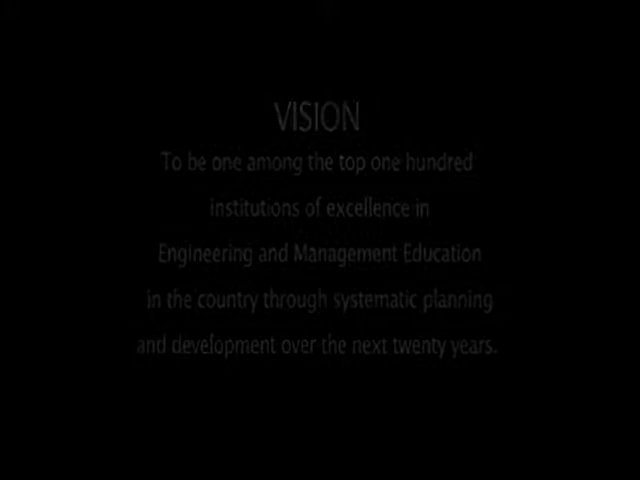 VISION
To be one among the top one hundred
institutions of excellence in
Engineering and Management Education
in the country through systematic planning
and development over the next twenty years.